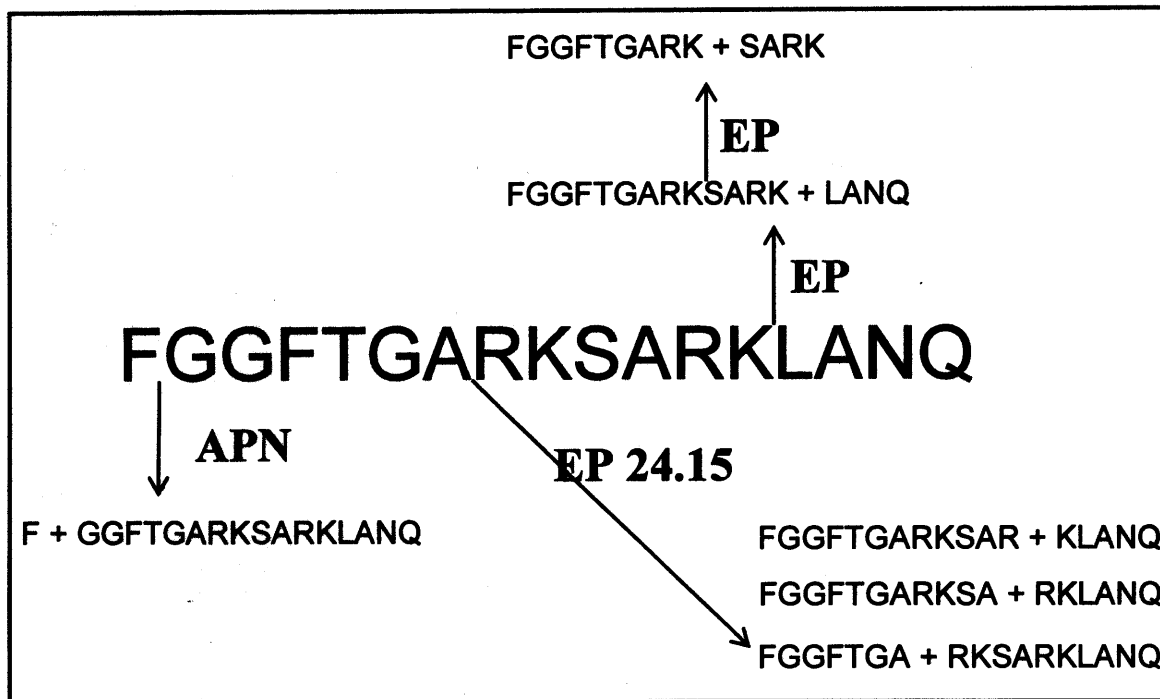 FGGFTGARK + SARK
EP
FGGFTGARKSARK + LANQ
EP
FGGFTGARKSARKLANQ
APN
EP 24.15
F + GGFTGARKSARKLANQ
FGGFTGARKSAR + KLANQ
FGGFTGARKSA + RKLANQ
FGGFTGA + RKSARKLANQ